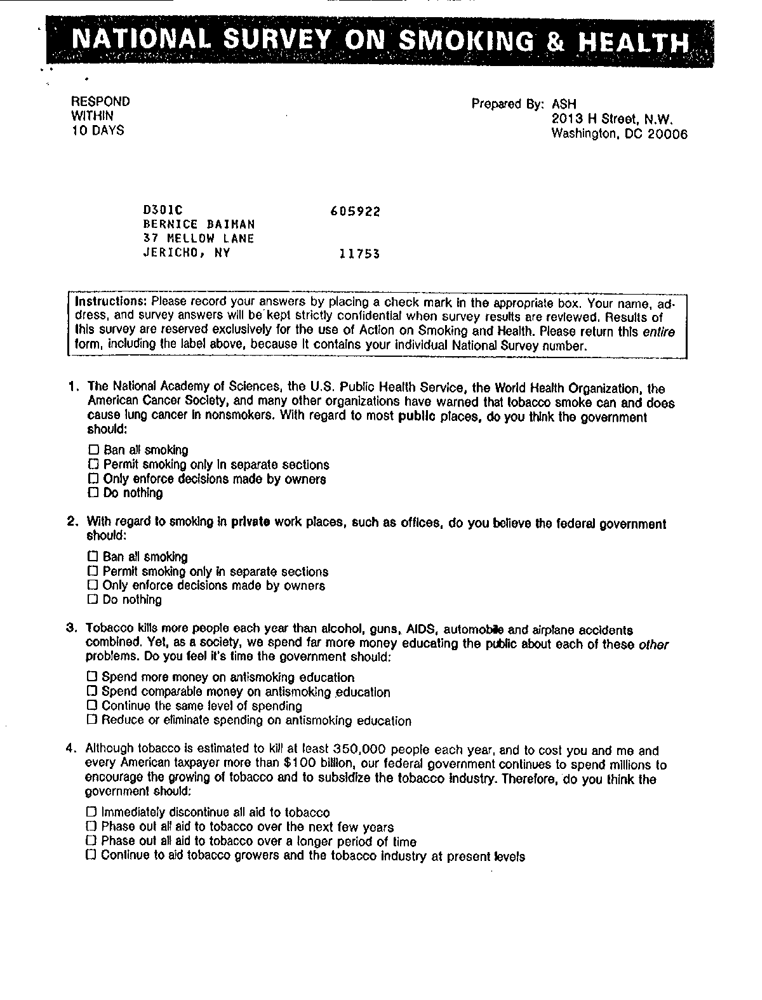 NATIONAL SURVEY ON SMOKING & HEALTH
RESPOND
WITHIN
10 DAYS
Prepared By: ASH
2013 H Street, N.W.
Washington, DC 20006
D301C 605922
BERNICE BAIMAN
37 MELLOW LANE
JERICHO, NY 11753
Instructions: Please record your answers by placing a check mark in the appropriate box. Your name, ad-
dress, and survey answers will be kept strictly confidential when survey results are reviewed. Results of
this survey are reserved exclusively for the use of Action on Smoking and Health. Please return this entire
form, including the label above, because it contains your individual National Survey number.
1. The National Academy of Sciences, the U.S. Public Health Service, the World Health Organization, the
American Cancer Society, and many other organizations have warned that tobacco smoke can and does
cause lung cancer in nonsmokers. With regard to most public places, do you think the government
should:
☐ Ban all smoking
☐ Permit smoking only in separate sections
☐ Only enforce decisions made by owners
☐ Do nothing
2. With regard to smoking in private work places, such as offices, do you believe the federal government
should:
☐ Ban all smoking
☐ Permit smoking only in separate sections
☐ Only enforce decisions made by owners
☐ Do nothing
3. Tobacco kills more people each year than alcohol, guns, AIDS, automobile and airplane accidents
combined. Yet, as a society, we spend far more money educating the public about each of these other
problems. Do you feel it's time the government should:
☐ Spend more money on antismoking education
☐ Spend comparable money on antismoking education
☐ Continue the same level of spending
☐ Reduce or eliminate spending on antismoking education
4. Although tobacco is estimated to kill at least 350,000 people each year, and to cost you and me and
every American taxpayer more than $100 billion, our federal government continues to spend millions to
encourage the growing of tobacco and to subsidize the tobacco industry. Therefore, do you think the
government should:
☐ Immediately discontinue all aid to tobacco
☐ Phase out all aid to tobacco over the next few years
☐ Phase out all aid to tobacco over a longer period of time
☐ Continue to aid tobacco growers and the tobacco industry at present levels